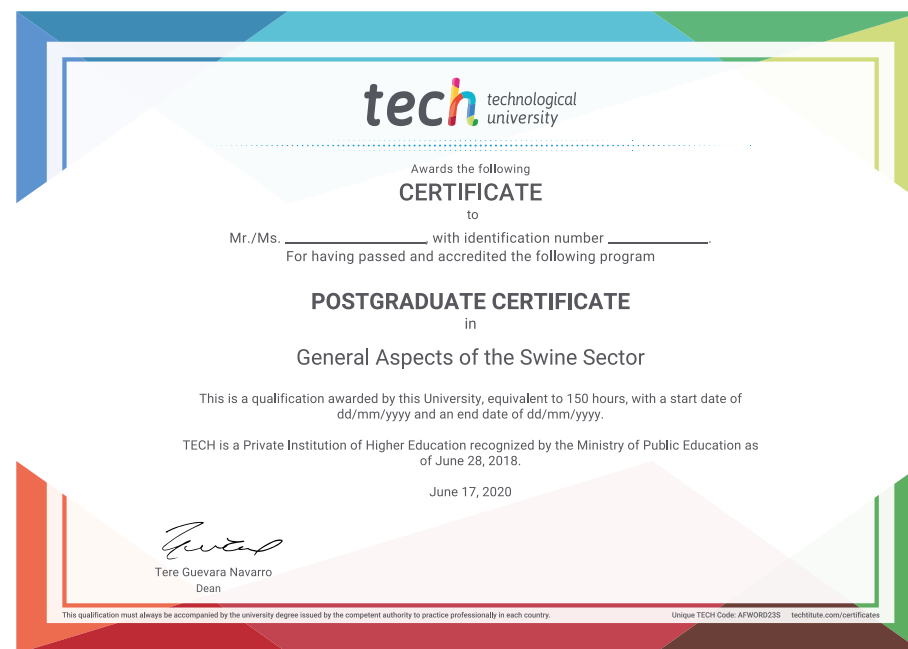 tech technological
university
Awards the following
CERTIFICATE
to
Mr./Ms. ____________________, with identification number ______________.
For having passed and accredited the following program
POSTGRADUATE CERTIFICATE
in
General Aspects of the Swine Sector
This is a qualification awarded by this University, equivalent to 150 hours, with a start date of
dd/mm/yyyy and an end date of dd/mm/yyyy.
TECH is a Private Institution of Higher Education recognized by the Ministry of Public Education as
of June 28, 2018.
June 17, 2020
Tere Guevara Navarro
Dean
This qualification must always be accompanied by the university degree issued by the competent authority to practice professionally in each country.
Unique TECH Code: AFWORD23S techtitute.com/certificates